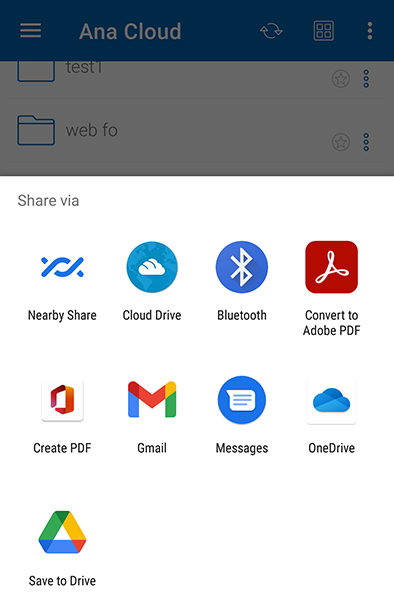 Ana Cloud
test1
web fo
Share via
Nearby Share
Cloud Drive
Bluetooth
Convert to
Adobe PDF
Create PDF
Gmail
Messages
OneDrive
Save to Drive